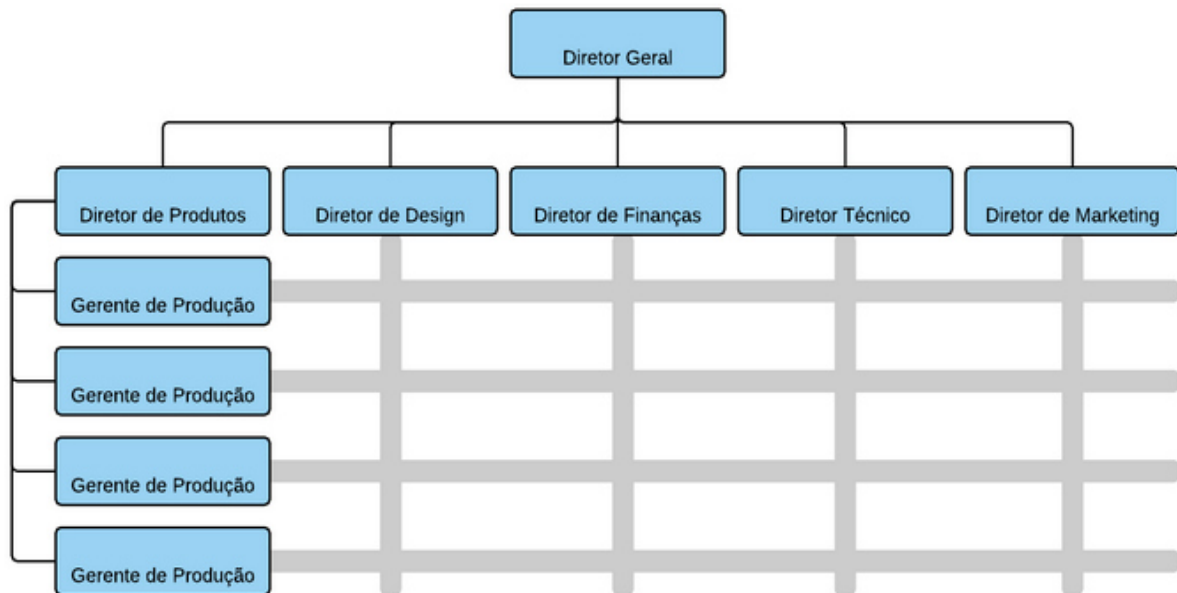 Diretor Geral
Diretor de Produtos
Diretor de Design
Diretor de Finanças
Diretor Técnico
Diretor de Marketing
Gerente de Produção
Gerente de Produção
Gerente de Produção
Gerente de Produção